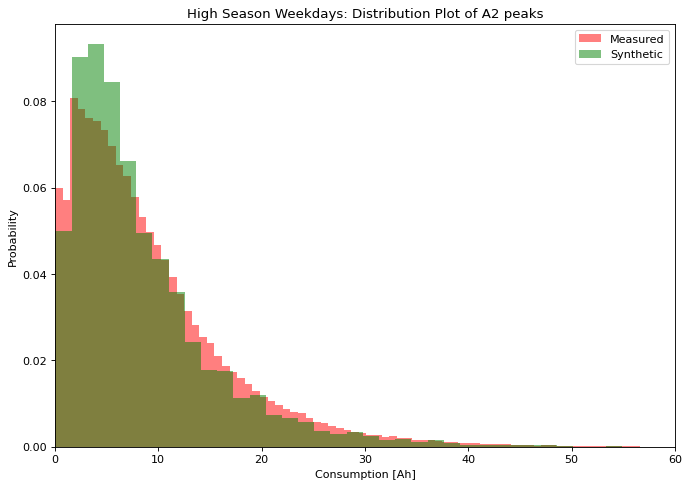 High Season Weekdays: Distribution Plot of A2 peaks
Measured
Synthetic
0.08
0.06
0.04
0.02
0.00
Probability
0 10 20 30 40 50 60
Consumption [Ah]